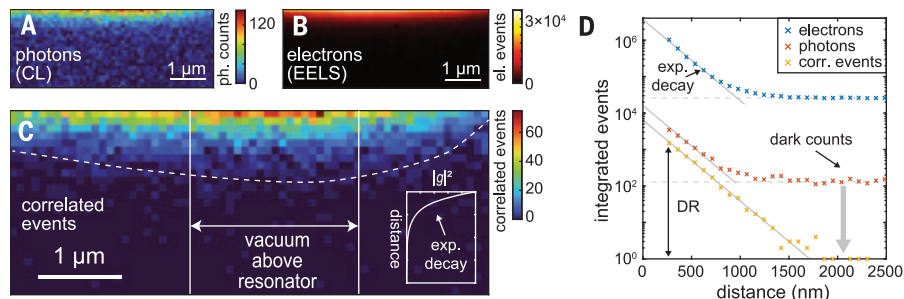 A
photons
(CL)
1 μm
120
0
ph. counts
B
electrons
(EELS)
1 μm
3×10⁴
0
el. events
C
correlated
events
1 μm
vacuum
above
resonator
|g|²
distance
exp.
decay
60
40
20
0
correlated events
D
integrated events
10⁶
10⁴
10²
10⁰
electrons
photons
corr. events
exp.
decay
dark counts
DR
0 500 1000 1500 2000 2500
distance (nm)